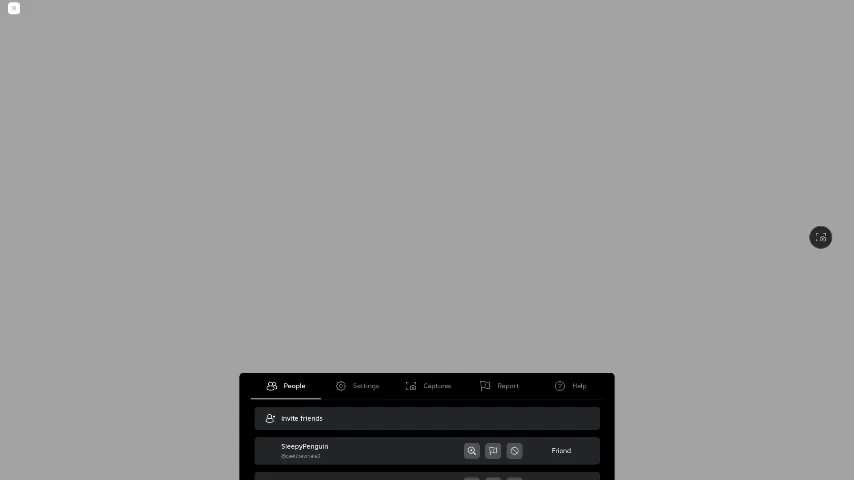 People Settings Captures Report Help
Invite friends
SleepyPenguin
Friend